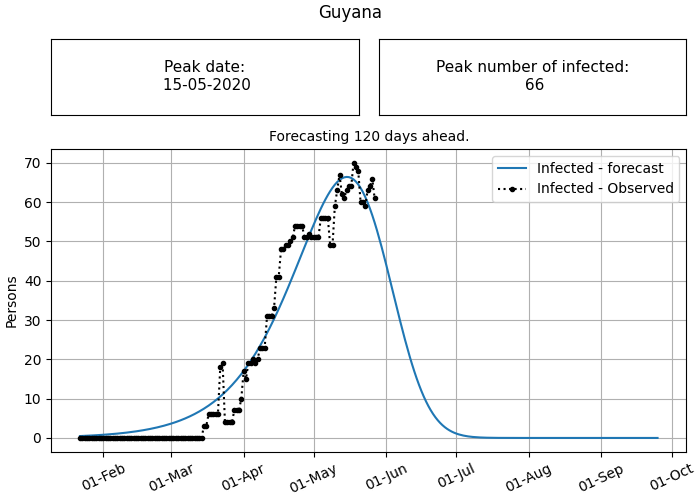 Guyana
Peak date:
15-05-2020
Peak number of infected:
66
Forecasting 120 days ahead.
Infected - forecast
Infected - Observed
Persons
70
60
50
40
30
20
10
0
01-Feb
01-Mar
01-Apr
01-May
01-Jun
01-Jul
01-Aug
01-Sep
01-Oct